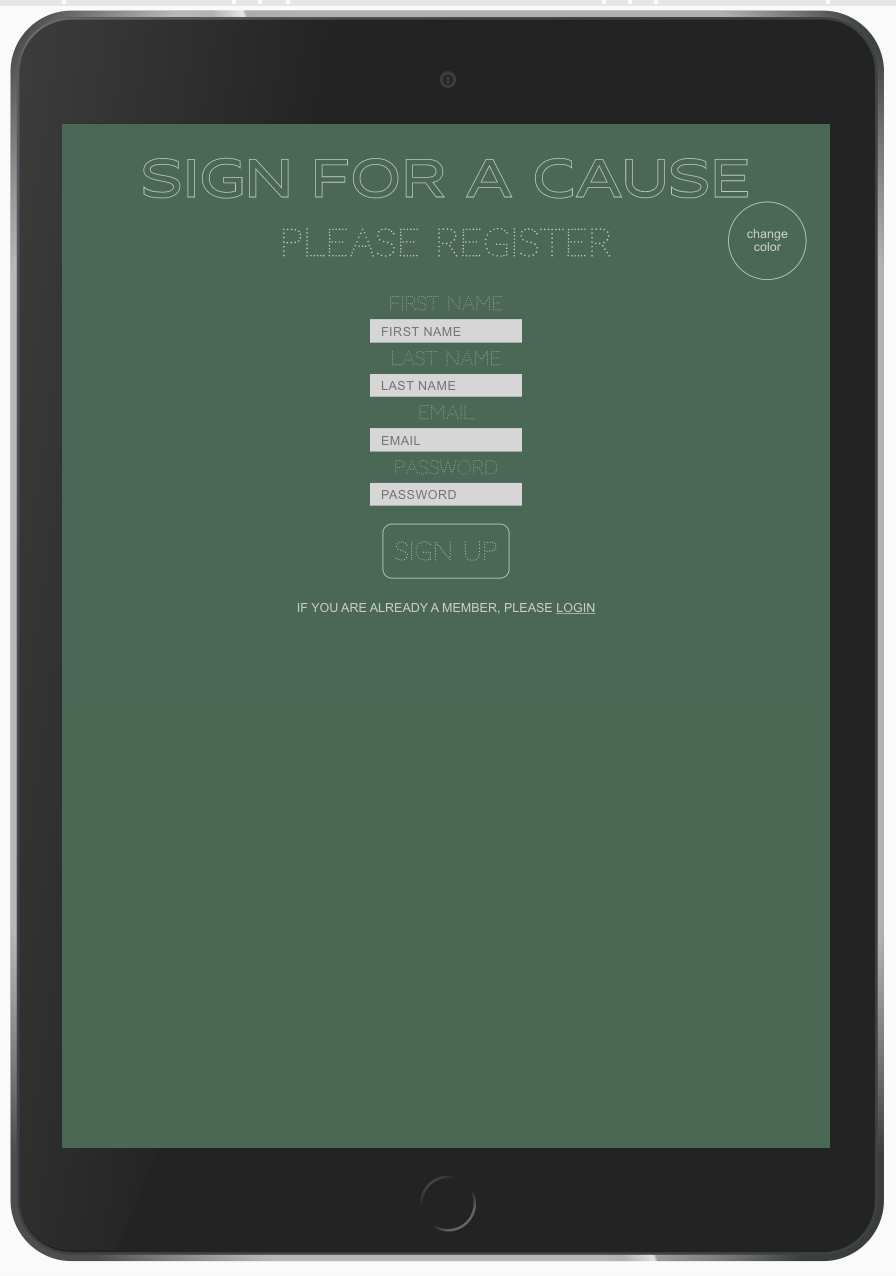 SIGN FOR A CAUSE
PLEASE REGISTER
change
color
FIRST NAME
FIRST NAME
LAST NAME
LAST NAME
EMAIL
EMAIL
PASSWORD
PASSWORD
SIGN UP
IF YOU ARE ALREADY A MEMBER, PLEASE LOGIN